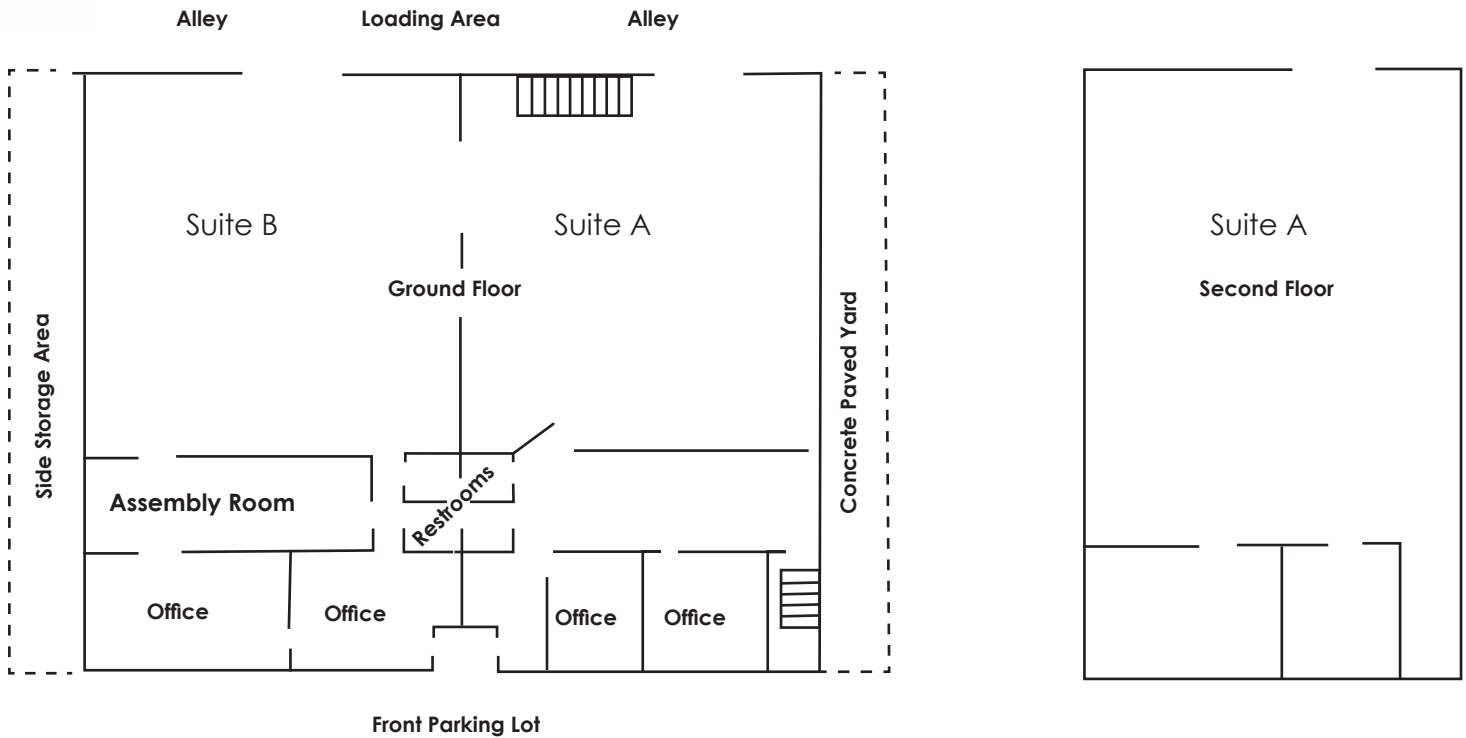 Alley
Loading Area
Alley
Suite B
Suite A
Suite A
Ground Floor
Second Floor
Side Storage Area
Concrete Paved Yard
Assembly Room
Restrooms
Office
Office
Office
Office
Front Parking Lot